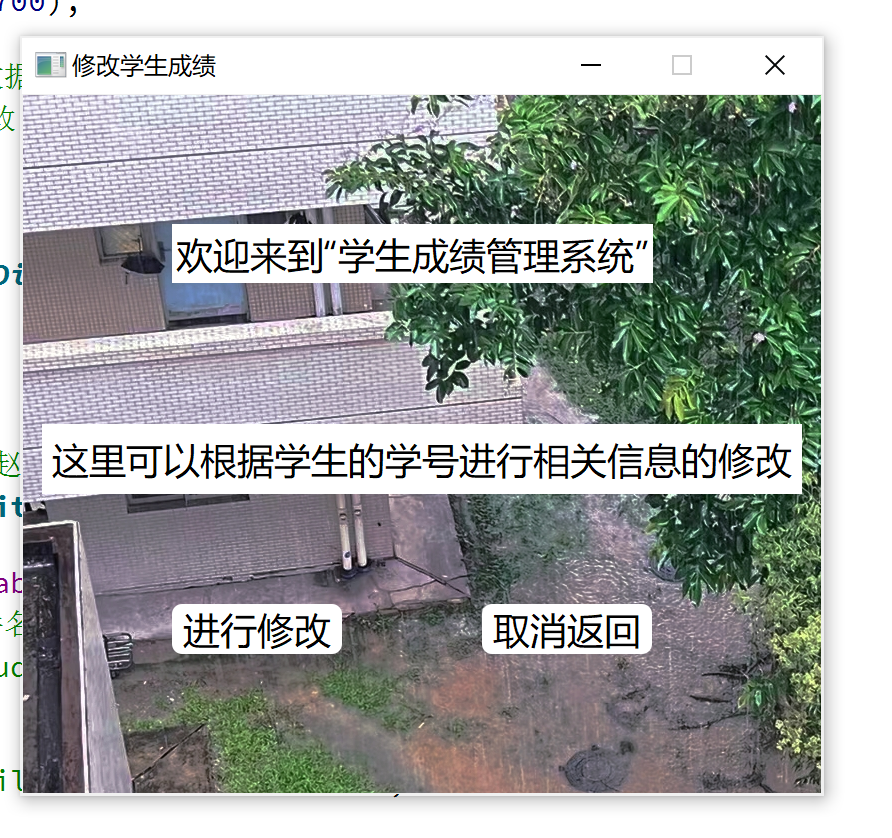 700);
修改学生成绩
欢迎来到“学生成绩管理系统”
这里可以根据学生的学号进行相关信息的修改
进行修改
取消返回